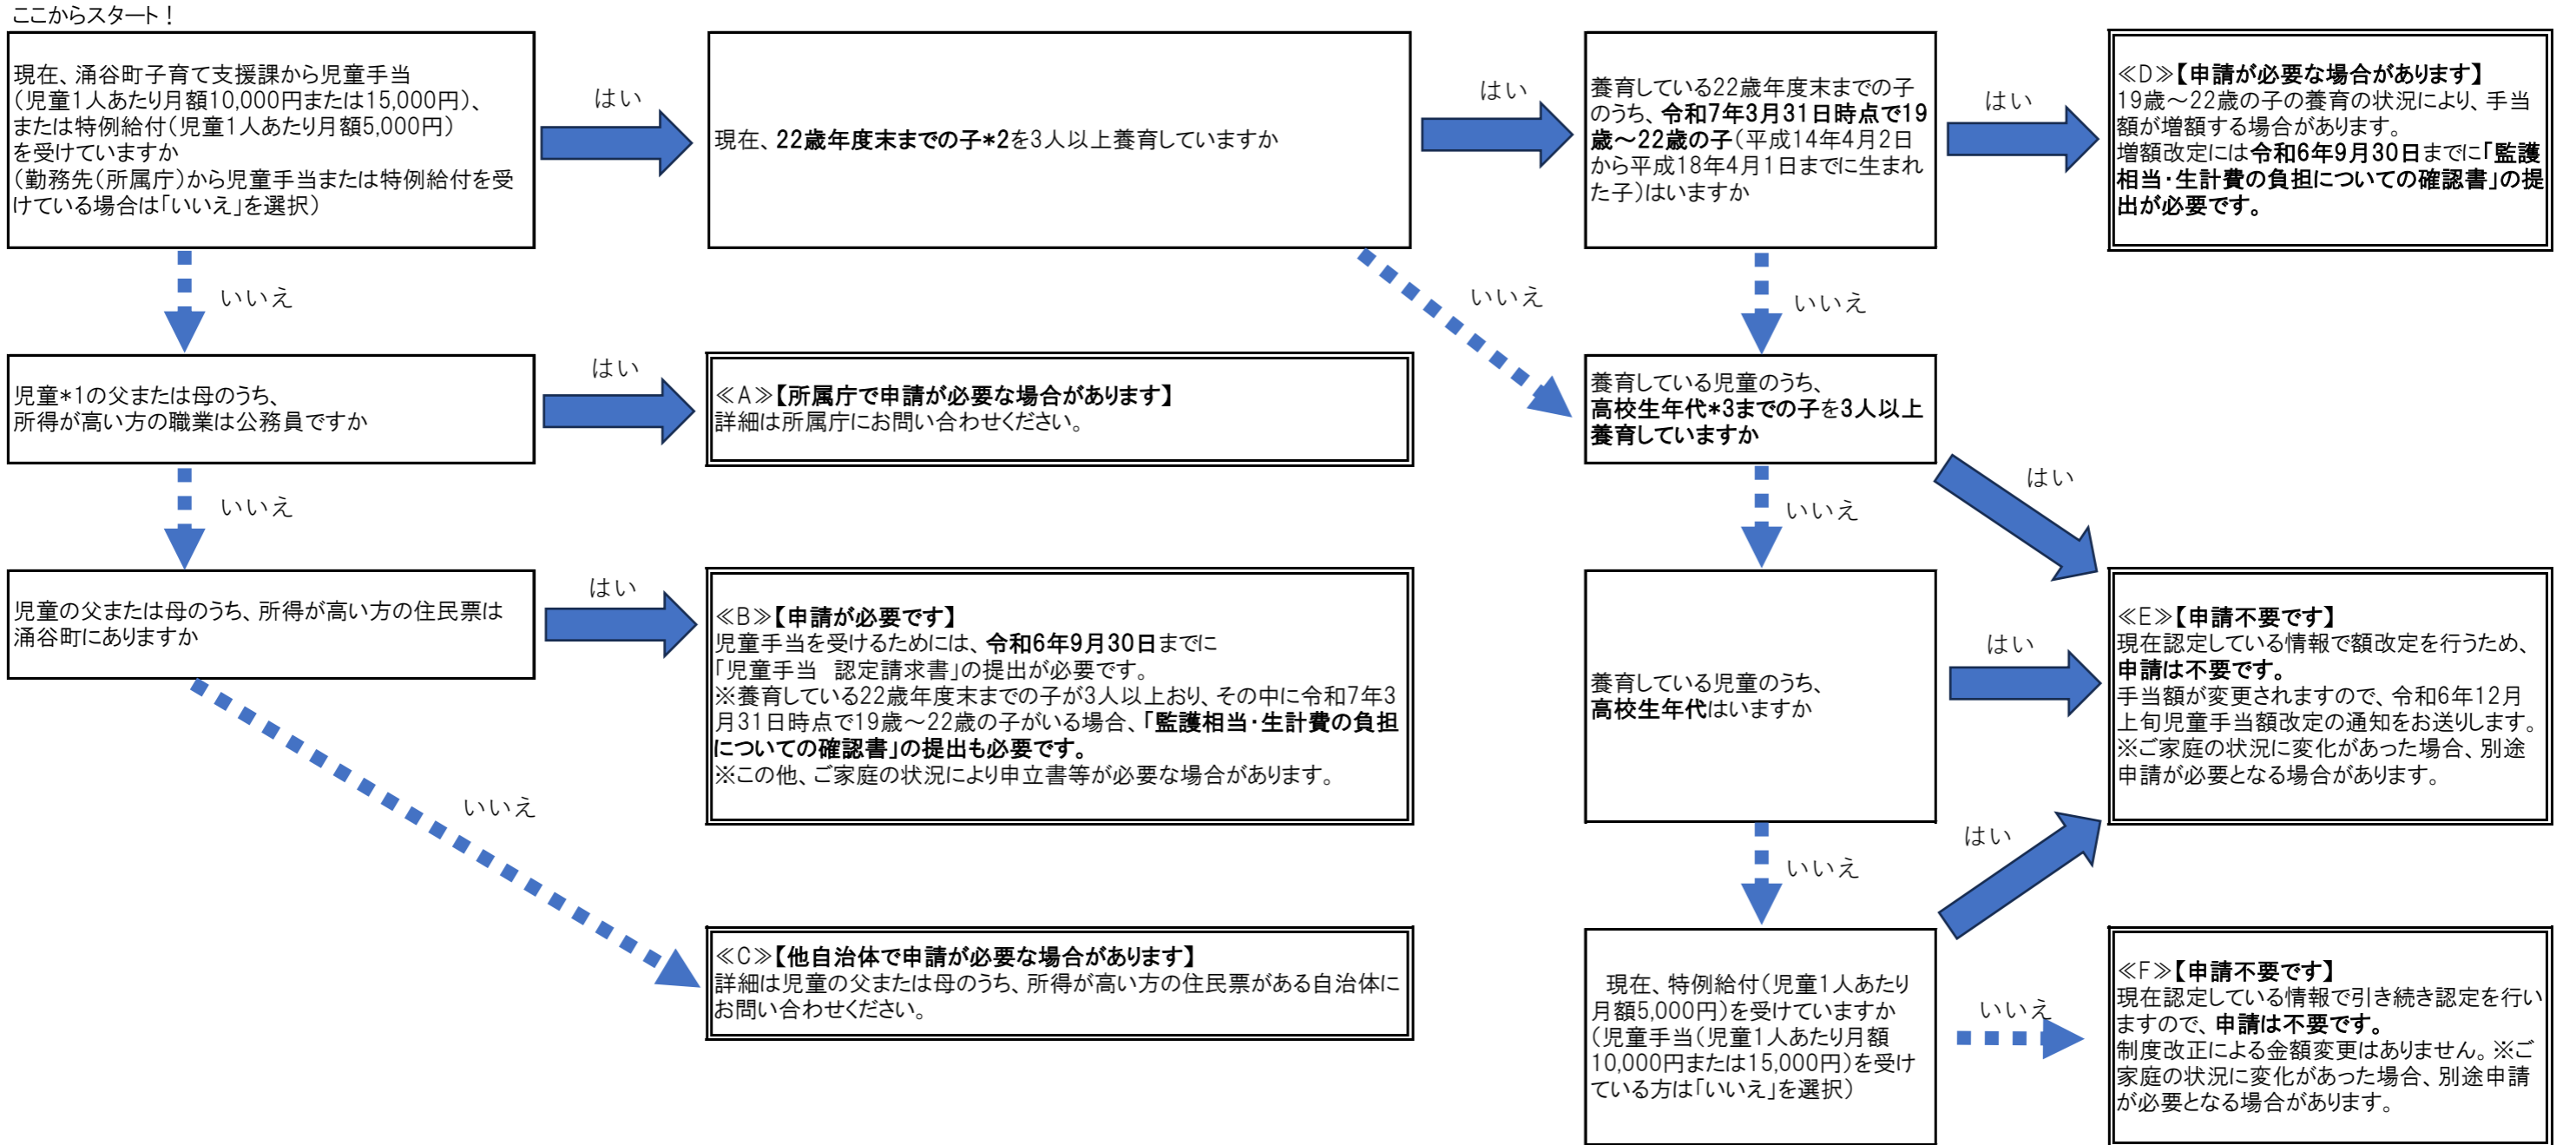 ここからスタート！
現在、涌谷町子育て支援課から児童手当
（児童1人あたり月額10,000円または15,000円）、
または特例給付（児童1人あたり月額5,000円）
を受けていますか
（勤務先（所属庁）から児童手当または特例給付を受
けている場合は「いいえ」を選択）
はい
現在、22歳年度末までの子*2を3人以上養育していますか
はい
養育している22歳年度末までの子
のうち、令和7年3月31日時点で19
歳～22歳の子（平成14年4月2日
から平成18年4月1日までに生まれ
た子）はいますか
はい
≪D≫【申請が必要な場合があります】
19歳～22歳の子の養育の状況により、手当
額が増額する場合があります。
増額改定には令和6年9月30日までに「監護
相当・生計費の負担についての確認書」の提
出が必要です。
いいえ
いいえ
いいえ
児童*1の父または母のうち、
所得が高い方の職業は公務員ですか
はい
≪A≫【所属庁で申請が必要な場合があります】
詳細は所属庁にお問い合わせください。
養育している児童のうち、
高校生年代*3までの子を3人以上
養育していますか
はい
いいえ
いいえ
児童の父または母のうち、所得が高い方の住民票は
涌谷町にありますか
はい
≪B≫【申請が必要です】
児童手当を受けるためには、令和6年9月30日までに
「児童手当　認定請求書」の提出が必要です。
※養育している22歳年度末までの子が3人以上おり、その中に令和7年3
月31日時点で19歳～22歳の子がいる場合、「監護相当・生計費の負担
についての確認書」の提出も必要です。
※この他、ご家庭の状況により申立書等が必要な場合があります。
養育している児童のうち、
高校生年代はいますか
はい
≪E≫【申請不要です】
現在認定している情報で額改定を行うため、
申請は不要です。
手当額が変更されますので、令和6年12月
上旬児童手当額改定の通知をお送りします。
※ご家庭の状況に変化があった場合、別途
申請が必要となる場合があります。
いいえ
いいえ
はい
≪C≫【他自治体で申請が必要な場合があります】
詳細は児童の父または母のうち、所得が高い方の住民票がある自治体に
お問い合わせください。
現在、特例給付（児童1人あたり
月額5,000円）を受けていますか
（児童手当（児童1人あたり月額
10,000円または15,000円）を受け
ている方は「いいえ」を選択）
いいえ
≪F≫【申請不要です】
現在認定している情報で引き続き認定を行い
ますので、申請は不要です。
制度改正による金額変更はありません。※ご
家庭の状況に変化があった場合、別途申請
が必要となる場合があります。